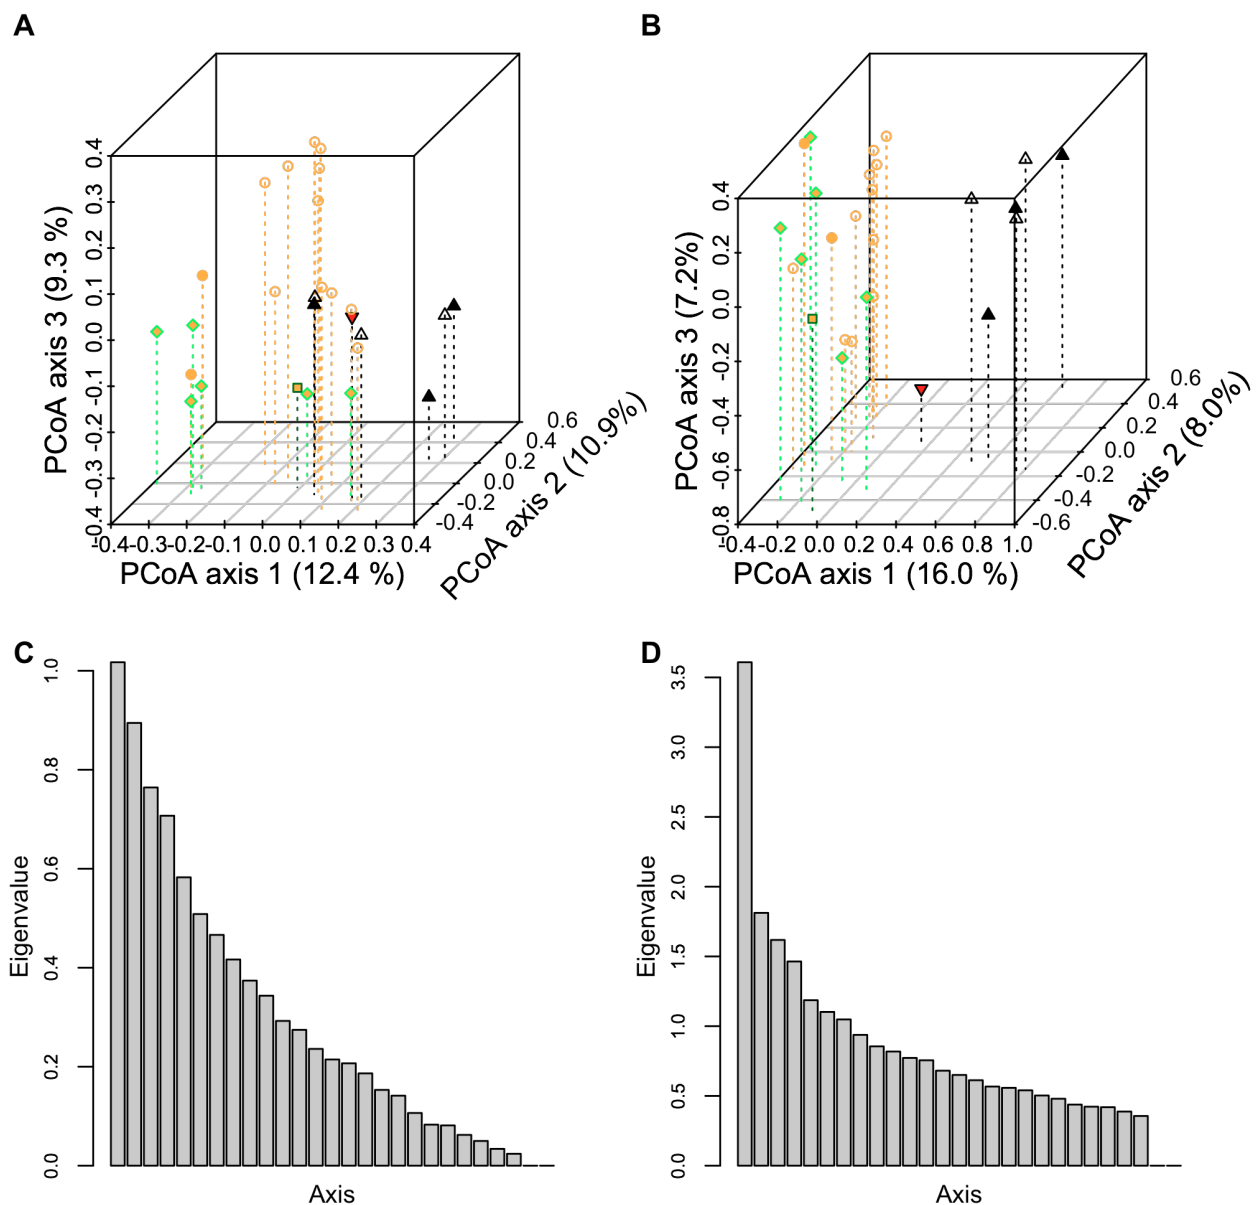 A
PCoA axis 3 (9.3 %)
0.4
0.3
0.2
0.1
0.0
-0.1
-0.2
-0.3
-0.4
-0.4 -0.3 -0.2 -0.1 0.0 0.1 0.2 0.3 0.4
PCoA axis 1 (12.4 %)
0.6
0.4
0.2
0.0
-0.2
-0.4
PCoA axis 2 (10.9%)
B
PCoA axis 3 (7.2%)
0.4
0.2
0.0
-0.2
-0.4
-0.6
-0.8
-0.4 0.0 0.2 0.4 0.6 0.8 1.0
PCoA axis 1 (16.0 %)
0.6
0.4
0.2
0.0
-0.2
-0.4
-0.6
PCoA axis 2 (8.0%)
C
Eigenvalue
1.0
0.8
0.6
0.4
0.2
0.0
Axis
D
Eigenvalue
3.5
3.0
2.5
2.0
1.5
1.0
0.5
0.0
Axis